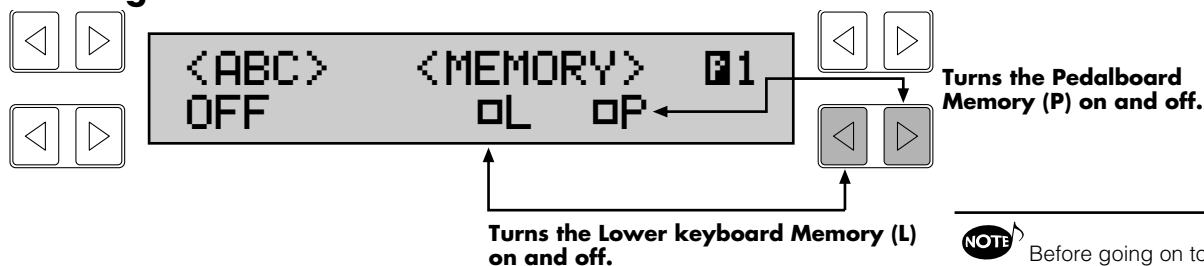 <ABC> <MEMORY> P1
OFF L P
Turns the Pedalboard
Memory (P) on and off.
Turns the Lower keyboard Memory (L)
on and off.
NOTE
Before going on to